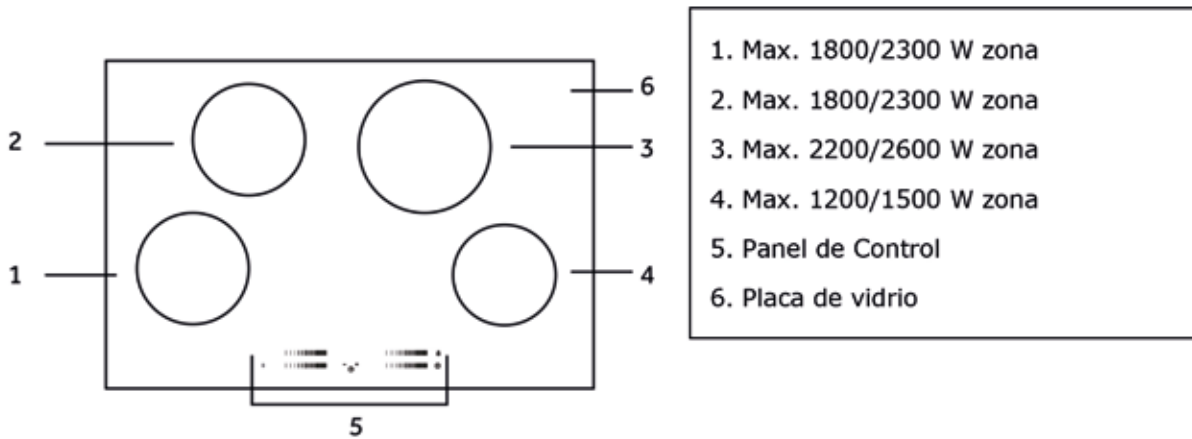 1. Max. 1800/2300 W zona
2. Max. 1800/2300 W zona
3. Max. 2200/2600 W zona
4. Max. 1200/1500 W zona
5. Panel de Control
6. Placa de vidrio
6
2
3
1
4
5